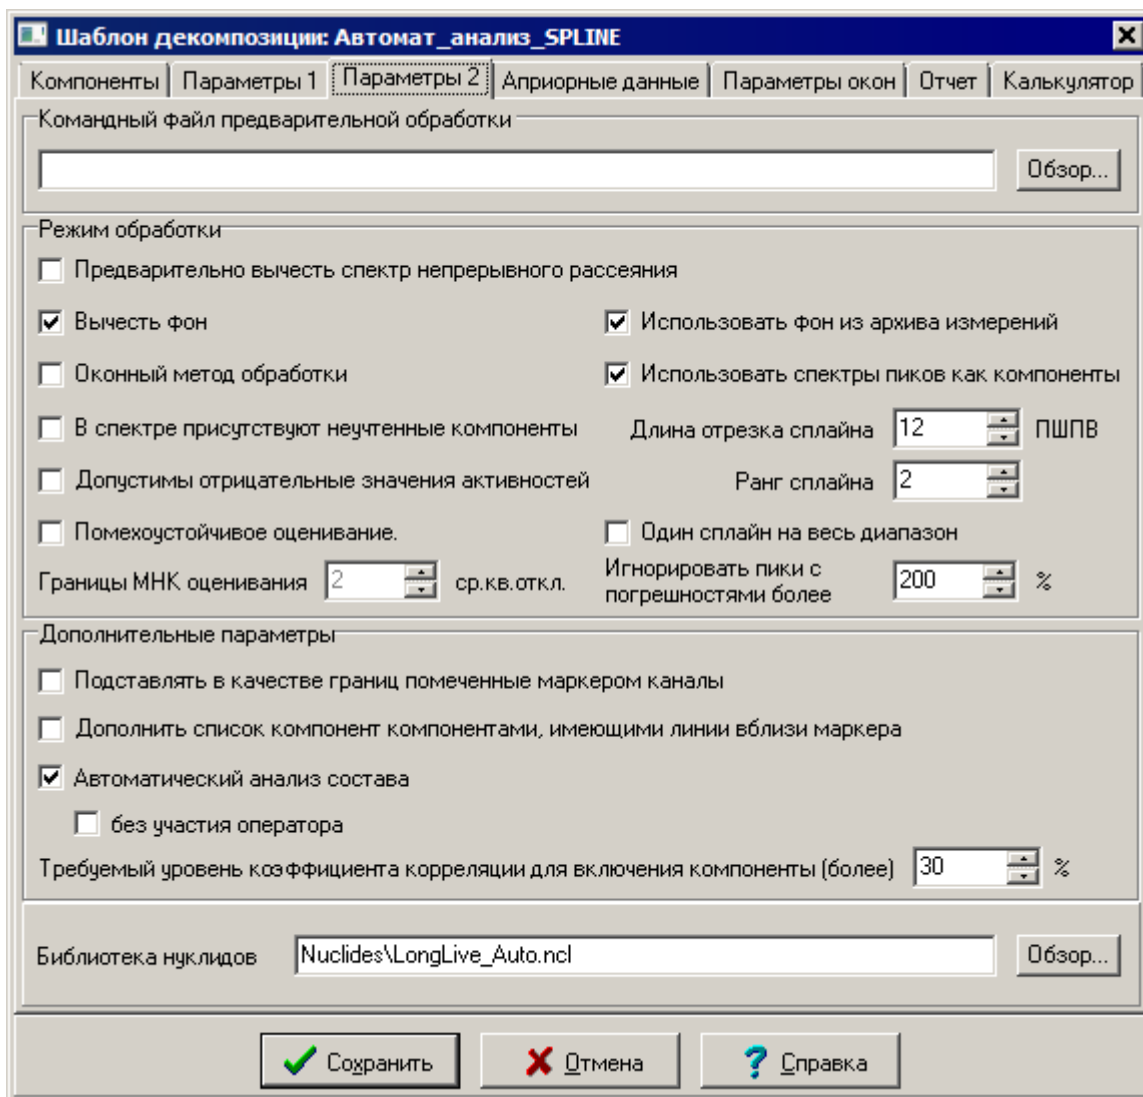 Шаблон декомпозиции: Автомат_анализ_SPLINE
Компоненты Параметры 1 Параметры 2 Априорные данные Параметры окон Отчет Калькулятор
Командный файл предварительной обработки
Обзор...
Режим обработки
Предварительно вычесть спектр непрерывного рассеяния
Вычесть фон Использовать фон из архива измерений
Оконный метод обработки Использовать спектры пиков как компоненты
В спектре присутствуют неучтенные компоненты Длина отрезка сплайна 12 ПШПВ
Допустимы отрицательные значения активностей Ранг сплайна 2
Помехоустойчивое оценивание. Один сплайн на весь диапазон
Границы МНК оценивания 2 ср.кв.откл. Игнорировать пики с погрешностями более 200 %
Дополнительные параметры
Подставлять в качестве границ помеченные маркером каналы
Дополнить список компонент компонентами, имеющими линии вблизи маркера
Автоматический анализ состава
без участия оператора
Требуемый уровень коэффициента корреляции для включения компоненты (более) 30 %
Библиотека нуклидов Nuclides\LongLive_Auto.ncl Обзор...
Сохранить Отмена Справка